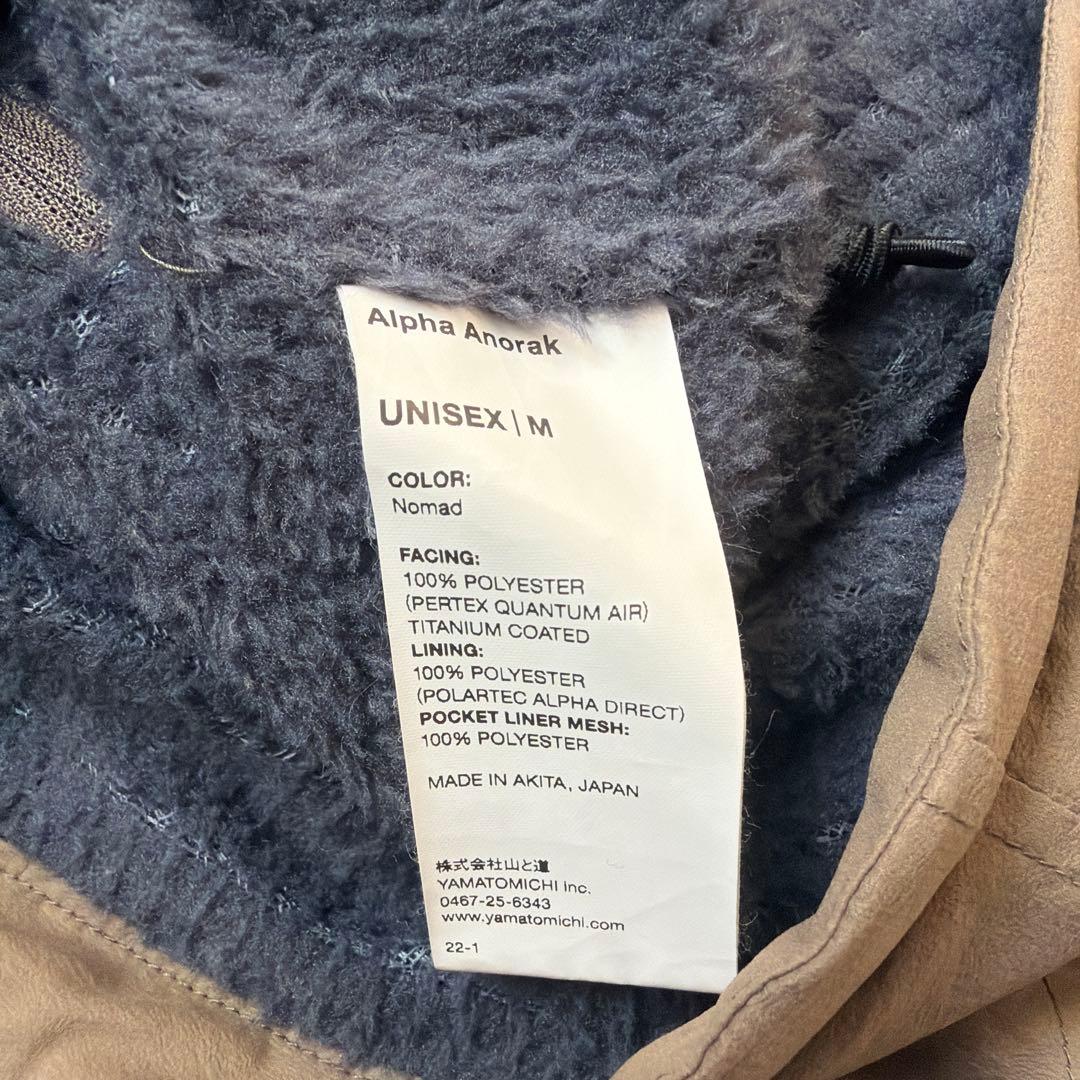 Alpha Anorak
UNISEX | M
COLOR:
Nomad
FACING:
100% POLYESTER
(PERTEX QUANTUM AIR)
TITANIUM COATED
LINING:
100% POLYESTER
(POLARTEC ALPHA DIRECT)
POCKET LINER MESH:
100% POLYESTER
MADE IN AKITA, JAPAN
株式会社山と道
YAMATOMICHI Inc.
0467-25-6343
www.yamatomichi.com
22-1